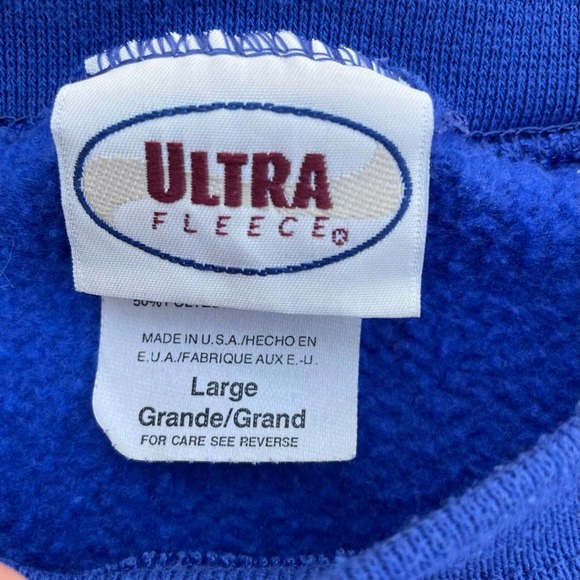 ULTRA
FLEECE®
MADE IN U.S.A./HECHO EN
E.U.A./FABRIQUE AUX E.-U.
Large
Grande/Grand
FOR CARE SEE REVERSE